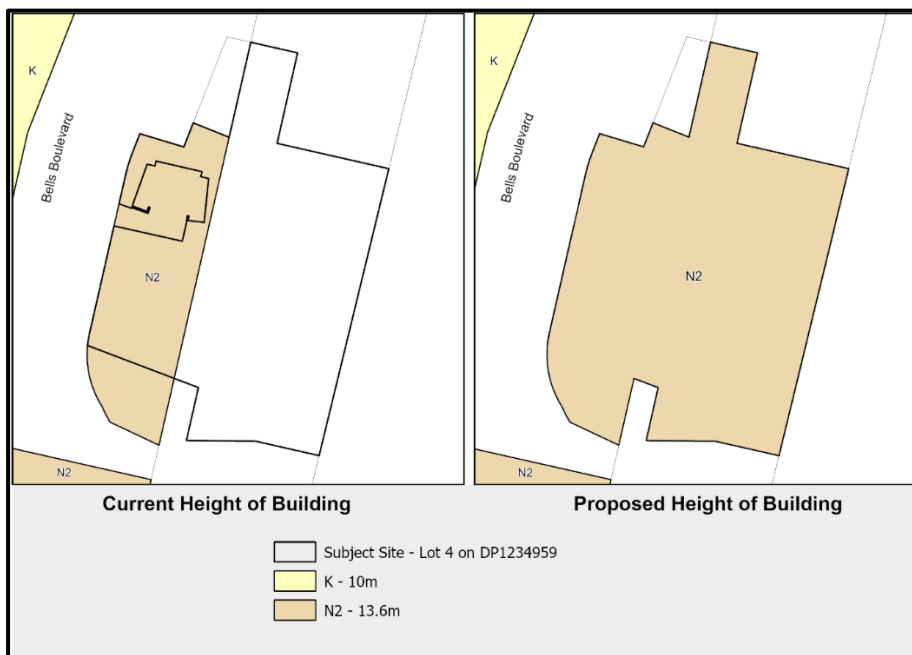 K
Bells Boulevard
N2
N2
K
Bells Boulevard
N2
N2
Current Height of Building
Proposed Height of Building
Subject Site - Lot 4 on DP1234959
K - 10m
N2 - 13.6m